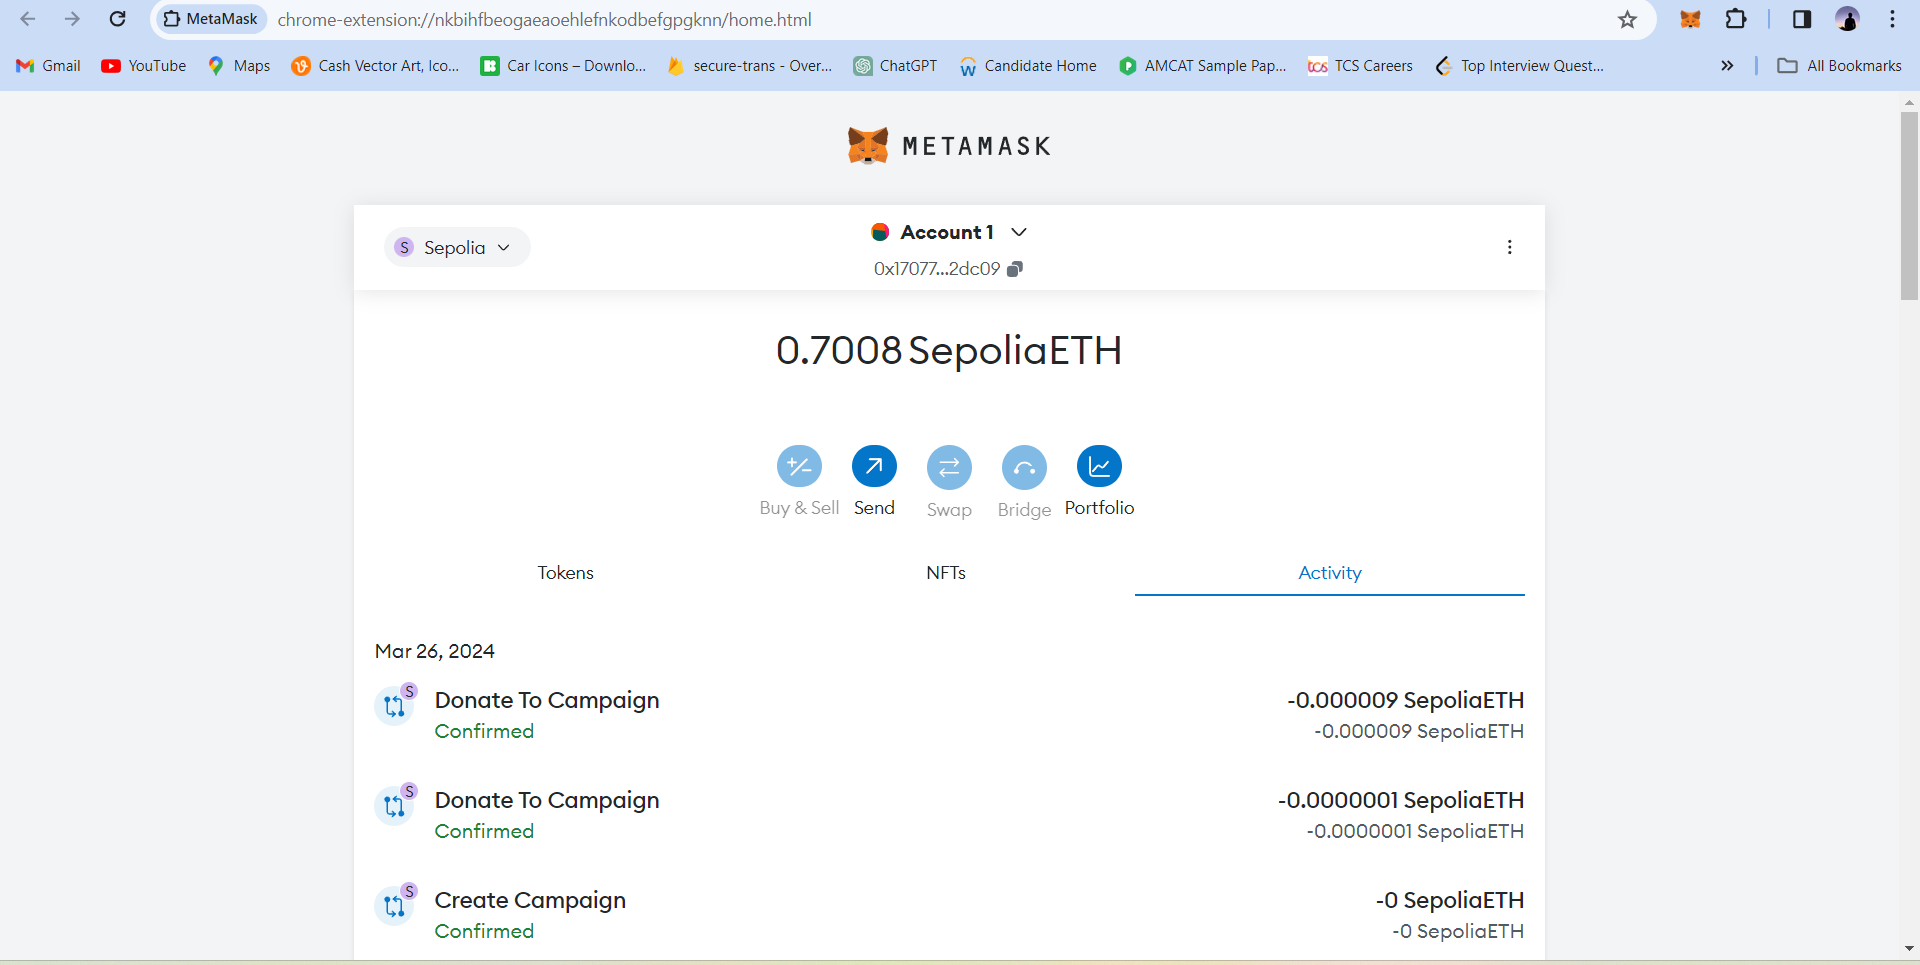 MetaMask chrome-extension://nkbihfbeogaeaoehlefnkodbefgpgknn/home.html
Gmail YouTube Maps Cash Vector Art, Ico... Car Icons – Downlo... secure-trans - Over... ChatGPT Candidate Home AMCAT Sample Pap... tcs TCS Careers Top Interview Quest... » All Bookmarks
METAMASK
S Sepolia
Account 1
0x17077...2dc09
0.7008 SepoliaETH
Buy & Sell Send Swap Bridge Portfolio
Tokens NFTs Activity
Mar 26, 2024
S Donate To Campaign -0.000009 SepoliaETH
Confirmed -0.000009 SepoliaETH
S Donate To Campaign -0.0000001 SepoliaETH
Confirmed -0.0000001 SepoliaETH
S Create Campaign -0 SepoliaETH
Confirmed -0 SepoliaETH